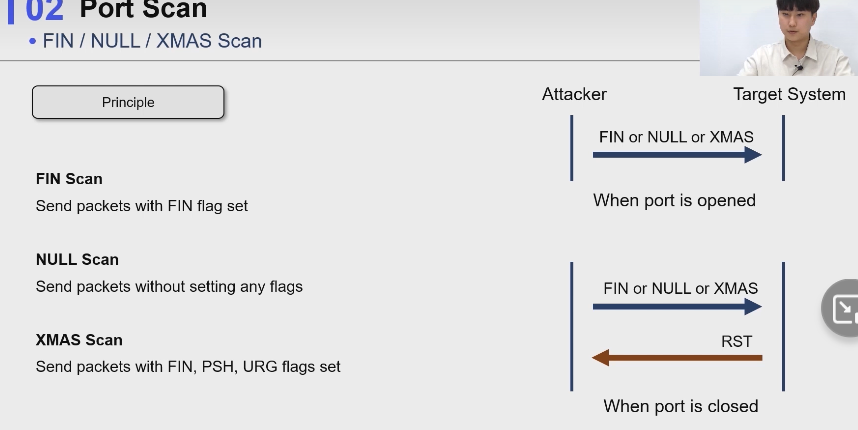 02 Port Scan
• FIN / NULL / XMAS Scan
Principle
FIN Scan
Send packets with FIN flag set
NULL Scan
Send packets without setting any flags
XMAS Scan
Send packets with FIN, PSH, URG flags set
Attacker
Target System
FIN or NULL or XMAS
When port is opened
FIN or NULL or XMAS
RST
When port is closed